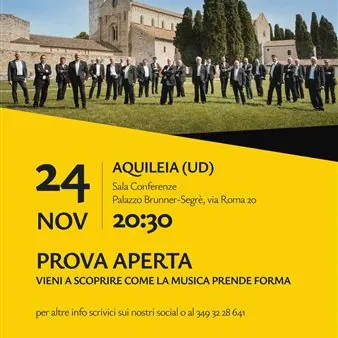 24
NOV
AQUILEIA (UD)
Sala Conferenze
Palazzo Brunner-Segrè, via Roma 20
20:30
PROVA APERTA
VIENI A SCOPRIRE COME LA MUSICA PRENDE FORMA
per altre info scrivici sui nostri social o al 349 32 28 641